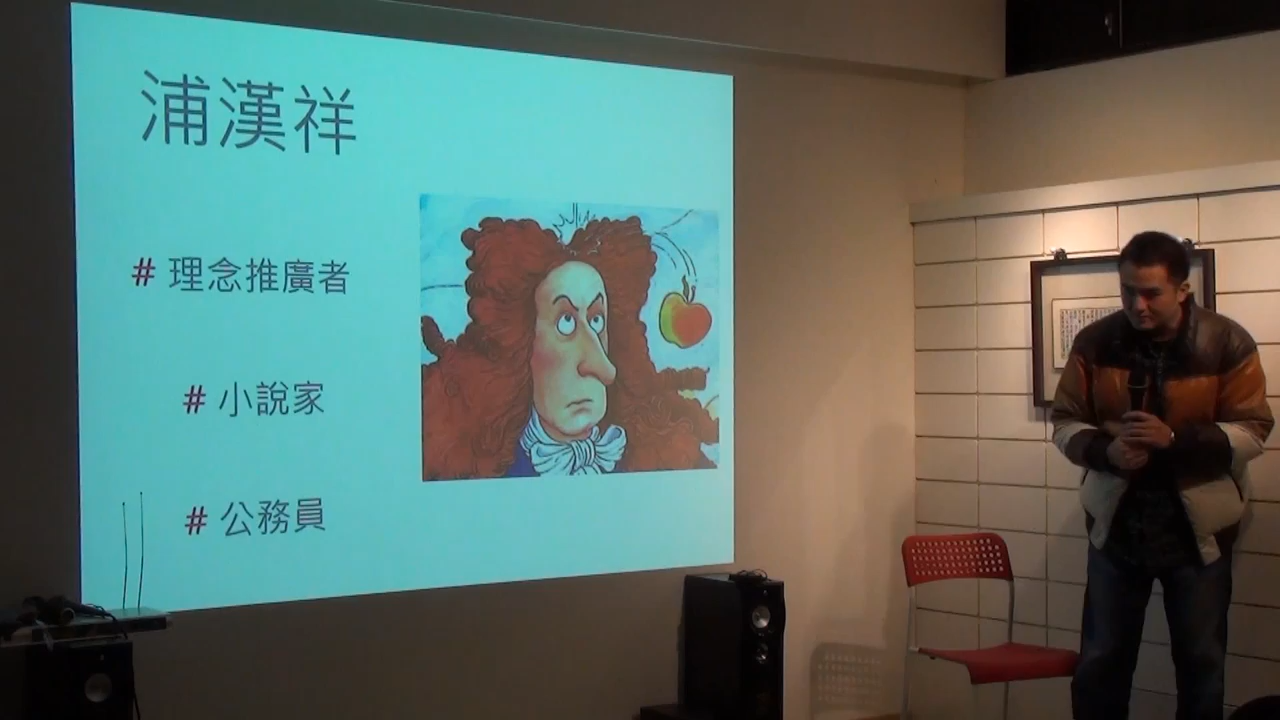 浦漢祥
# 理念推廣者
# 小說家
# 公務員